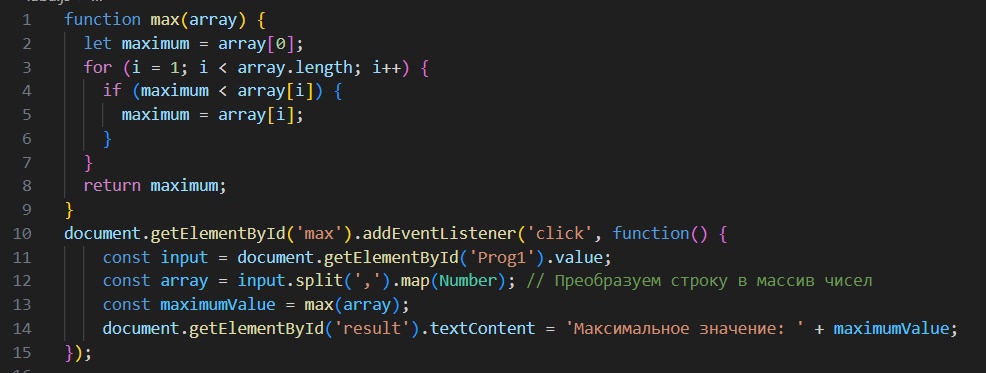 1 function max(array) {
2 let maximum = array[0];
3 for (i = 1; i < array.length; i++) {
4 if (maximum < array[i]) {
5 maximum = array[i];
6 }
7 }
8 return maximum;
9 }
10 document.getElementById('max').addEventListener('click', function() {
11 const input = document.getElementById('Prog1').value;
12 const array = input.split(',').map(Number); // Преобразуем строку в массив чисел
13 const maximumValue = max(array);
14 document.getElementById('result').textContent = 'Максимальное значение: ' + maximumValue;
15 });